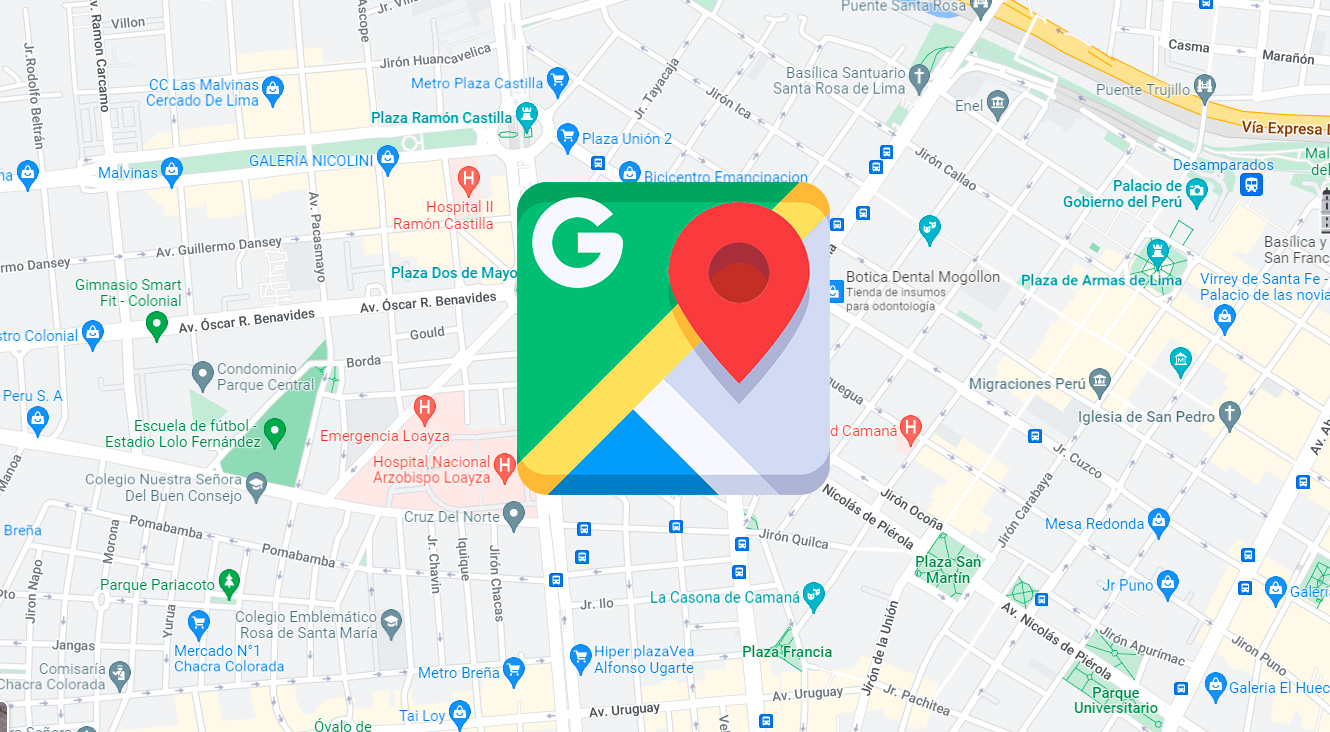 Puente Santa Rosa
Villon
Av. Ramon Carcamo
Ascope
Jr. Rodolfo Beltrán
Jirón Huancavelica
Casma
Marañón
CC Las Malvinas
Cercado De Lima
Metro Plaza Castilla
Jr. Tayacaja
Jirón Ica
Basílica Santuario
Santa Rosa de Lima
Enel
Puente Trujillo
Plaza Ramón Castilla
Vía Expresa L
Plaza Unión 2
GALERÍA NICOLINI
Malvinas
na
Bicicentro Emancipacion
Jirón Callao
Desamparados
Mal
del
Palacio de
Gobierno del Perú
Hospital II
Ramón Castilla
Av. Pacasmayo
Av. Guillermo Dansey
rmo Dansey
G
Basílica y
San Franc
Plaza Dos de Mayo
Botica Dental Mogollon
Tienda de insumos
para odontología
Plaza de Armas de Lima
Virrey de Santa Fe -
Palacio de las novia
Gimnasio Smart
Fit - Colonial
Av. Óscar R. Benavides
Av. Óscar R. Benavides
stro Colonial
Gould
Borda
Condominio
Parque Central
Migraciones Perú
uegua
Peru S. A
Emergencia Loayza
Escuela de fútbol -
Estadio Lolo Fernández
Iglesia de San Pedro
d Camaná
Av. Ab
Hospital Nacional
Arzobispo Loayza
Jr. Cuzco
Manoa
Colegio Nuestra Señora
Del Buen Consejo
Nicolás de Piérola
Jirón Ocoña
Jirón Carabaya
Cruz Del Norte
Mesa Redonda
Breña
Pomabamba
Pomabamba
Morona
Jirón Quilca
Jr. Chavin
Iquique
Jirón Chacas
Plaza San
Martín
Parque Pariacoto
Jiron Napo
Yurua
pto
Jr Puno
Galerí
La Casona de Camaná
Jr. Ilo
Colegio Emblemático
Rosa de Santa María
Av. Nicolás de Piérola
Jirón de la Unión
Jirón Apurímac
Jiron Puno
Jangas
Mercado N°1
Chacra Colorada
Hiper plazaVea
Alfonso Ugarte
Plaza Francia
Comisaría
Chacra Colorada
Metro Breña
Av. Uruguay
Jr. Pachitea
Galeria El Huec
Parque
Universitario
Av. Uruguay
Tai Loy
Óvalo de